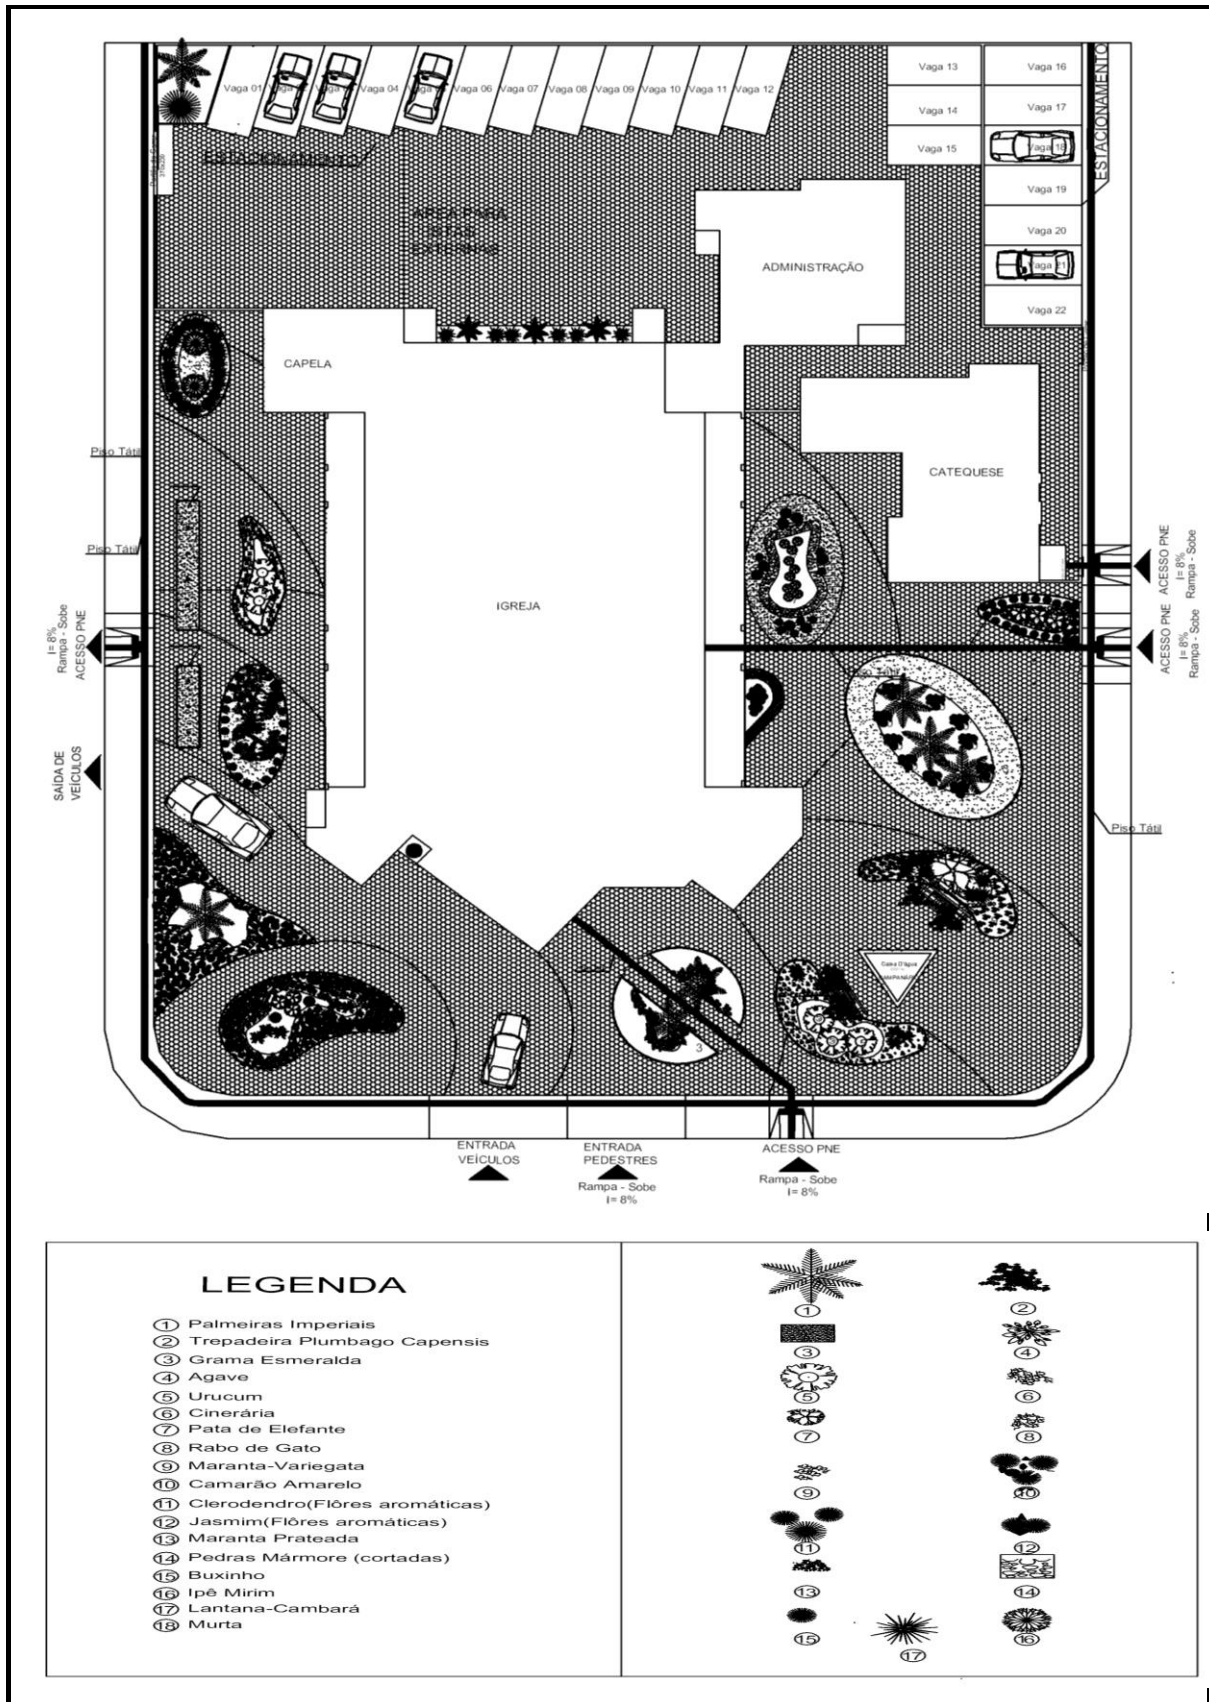 Vaga 01
Vaga 04
Vaga 06
Vaga 07
Vaga 08
Vaga 09
Vaga 10
Vaga 11
Vaga 12
Vaga 13
Vaga 14
Vaga 15
Vaga 16
Vaga 17
Vaga 18
Vaga 19
Vaga 20
Vaga 21
Vaga 22
ESTACIONAMENTO
ESTACIONAMENTO
AREA PARA
EXTERNAS
ADMINISTRAÇÃO
CAPELA
CATEQUESE
IGREJA
Piso Tátil
Piso Tátil
Piso Tátil
Piso Tátil
ACESSO PNE
I= 8%
Rampa - Sobe
ACESSO PNE
I= 8%
Rampa - Sobe
I= 8%
Rampa - Sobe
ACESSO PNE
SAÍDA DE
VEÍCULOS
Caixa D'água
3
ENTRADA
VEÍCULOS
ENTRADA
PEDESTRES
Rampa - Sobe
I= 8%
ACESSO PNE
Rampa - Sobe
I= 8%
LEGENDA
1 Palmeiras Imperiais
2 Trepadeira Plumbago Capensis
3 Grama Esmeralda
4 Agave
5 Urucum
6 Cinerária
7 Pata de Elefante
8 Rabo de Gato
9 Maranta-Variegata
10 Camarão Amarelo
11 Clerodendro(Flôres aromáticas)
12 Jasmim(Flôres aromáticas)
13 Maranta Prateada
14 Pedras Mármore (cortadas)
15 Buxinho
16 Ipê Mirim
17 Lantana-Cambará
18 Murta
1
2
3
4
5
6
7
8
9
10
11
12
13
14
15
16
17